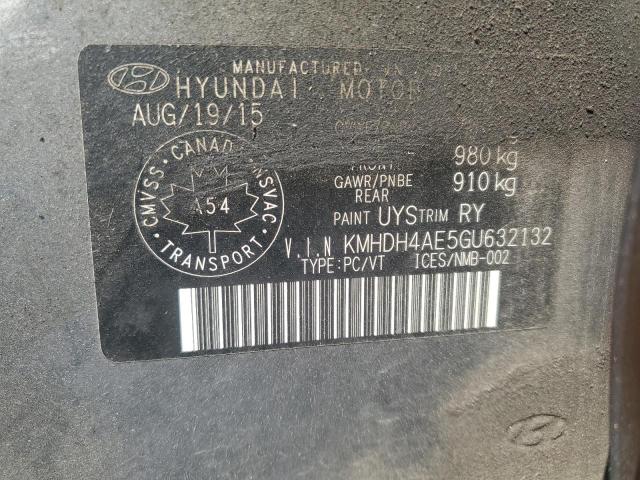 MANUFACTURED
HYUNDAI MOTOR
AUG/19/15
CMVSS · CANADA NSVAC · TRANSPORT ·
A54
FRONT 980 kg
GAWR/PNBE
REAR 910 kg
PAINT UYS TRIM RY
V.I.N KMHDH4AE5GU632132
TYPE:PC/VT ICES/NMB-002